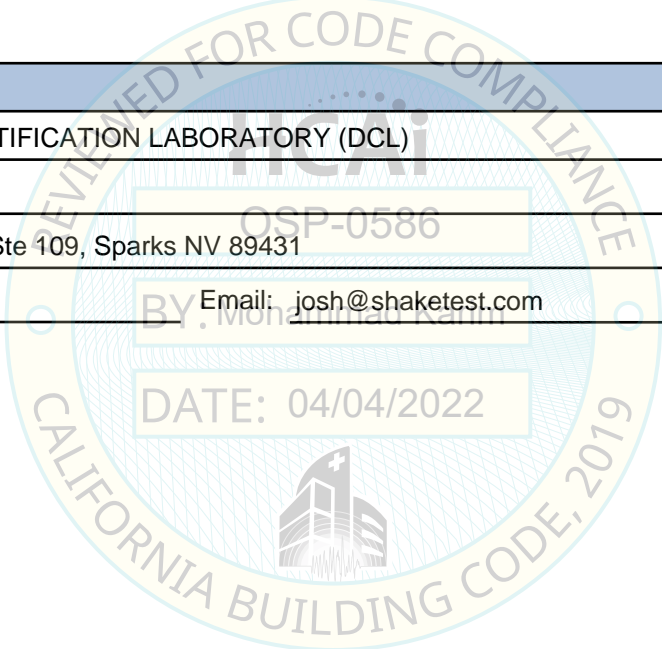 REVIEWED FOR CODE COMPLIANCE
HCAi
TIFICATION LABORATORY (DCL)
OSP-0586
Ste 109, Sparks NV 89431
Email: josh@shaketest.com
BY: Mohammad Karim
DATE: 04/04/2022
CALIFORNIA BUILDING CODE, 2019